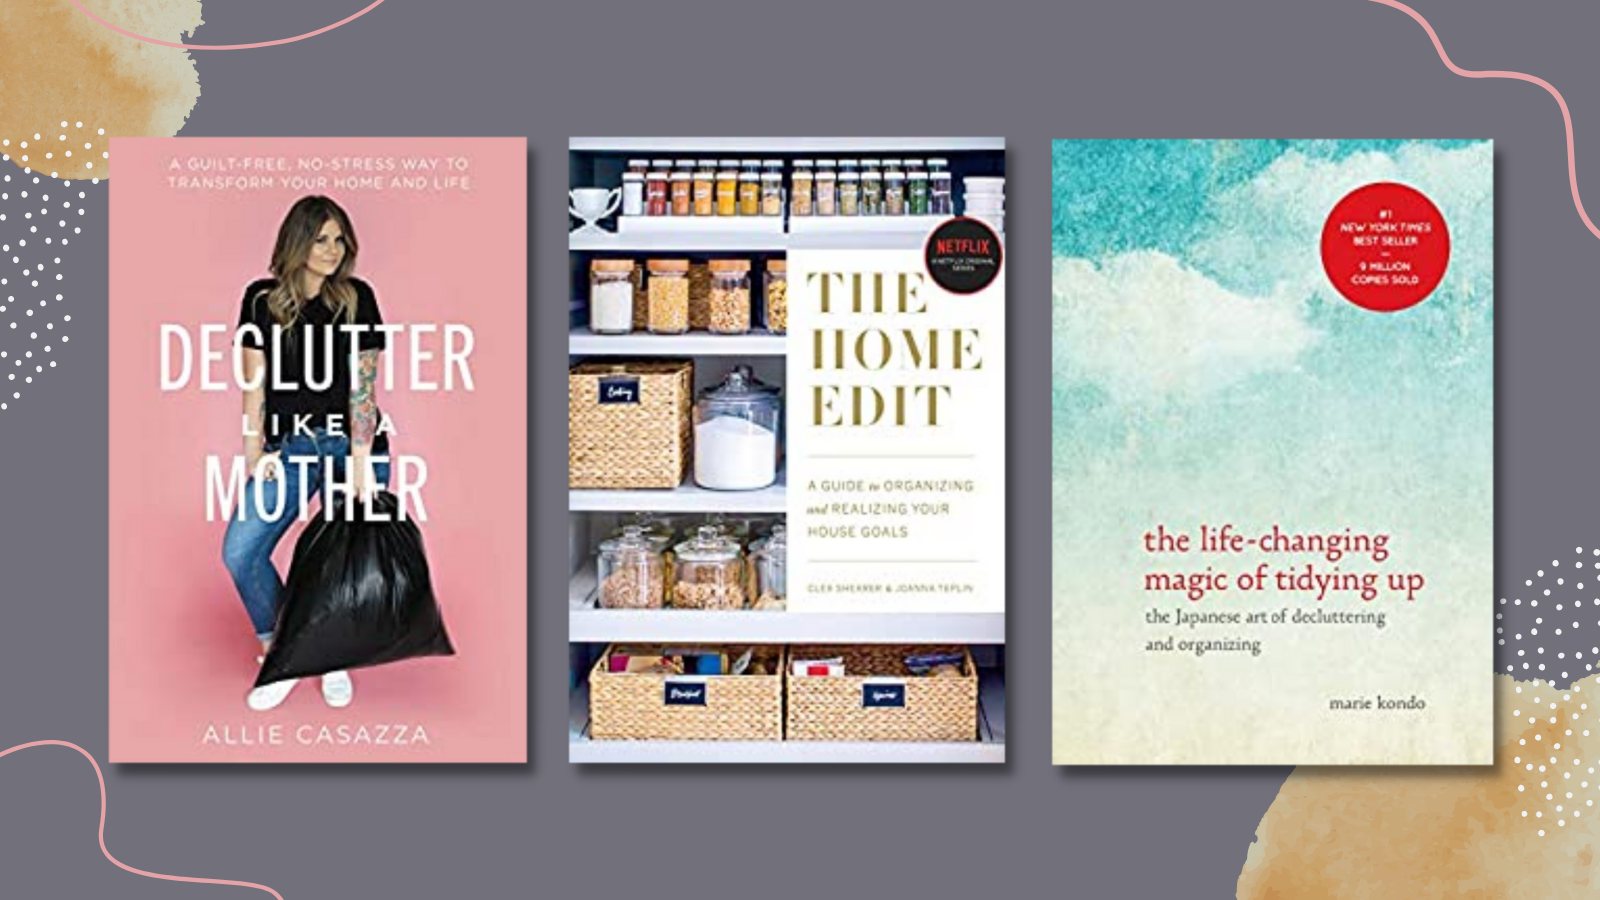 A GUILT-FREE, NO-STRESS WAY TO
TRANSFORM YOUR HOME AND LIFE
DECLUTTER
LIKE A
MOTHER
ALLIE CASAZZA
NETFLIX
A NETFLIX ORIGINAL
SERIES
THE
HOME
EDIT
A GUIDE to ORGANIZING
and REALIZING YOUR
HOUSE GOALS
CLEA SHEARER & JOANNA TEPLIN
#1
NEW YORK TIMES
BEST SELLER
9 MILLION
COPIES SOLD
the life-changing
magic of tidying up
the Japanese art of decluttering
and organizing
marie kondo